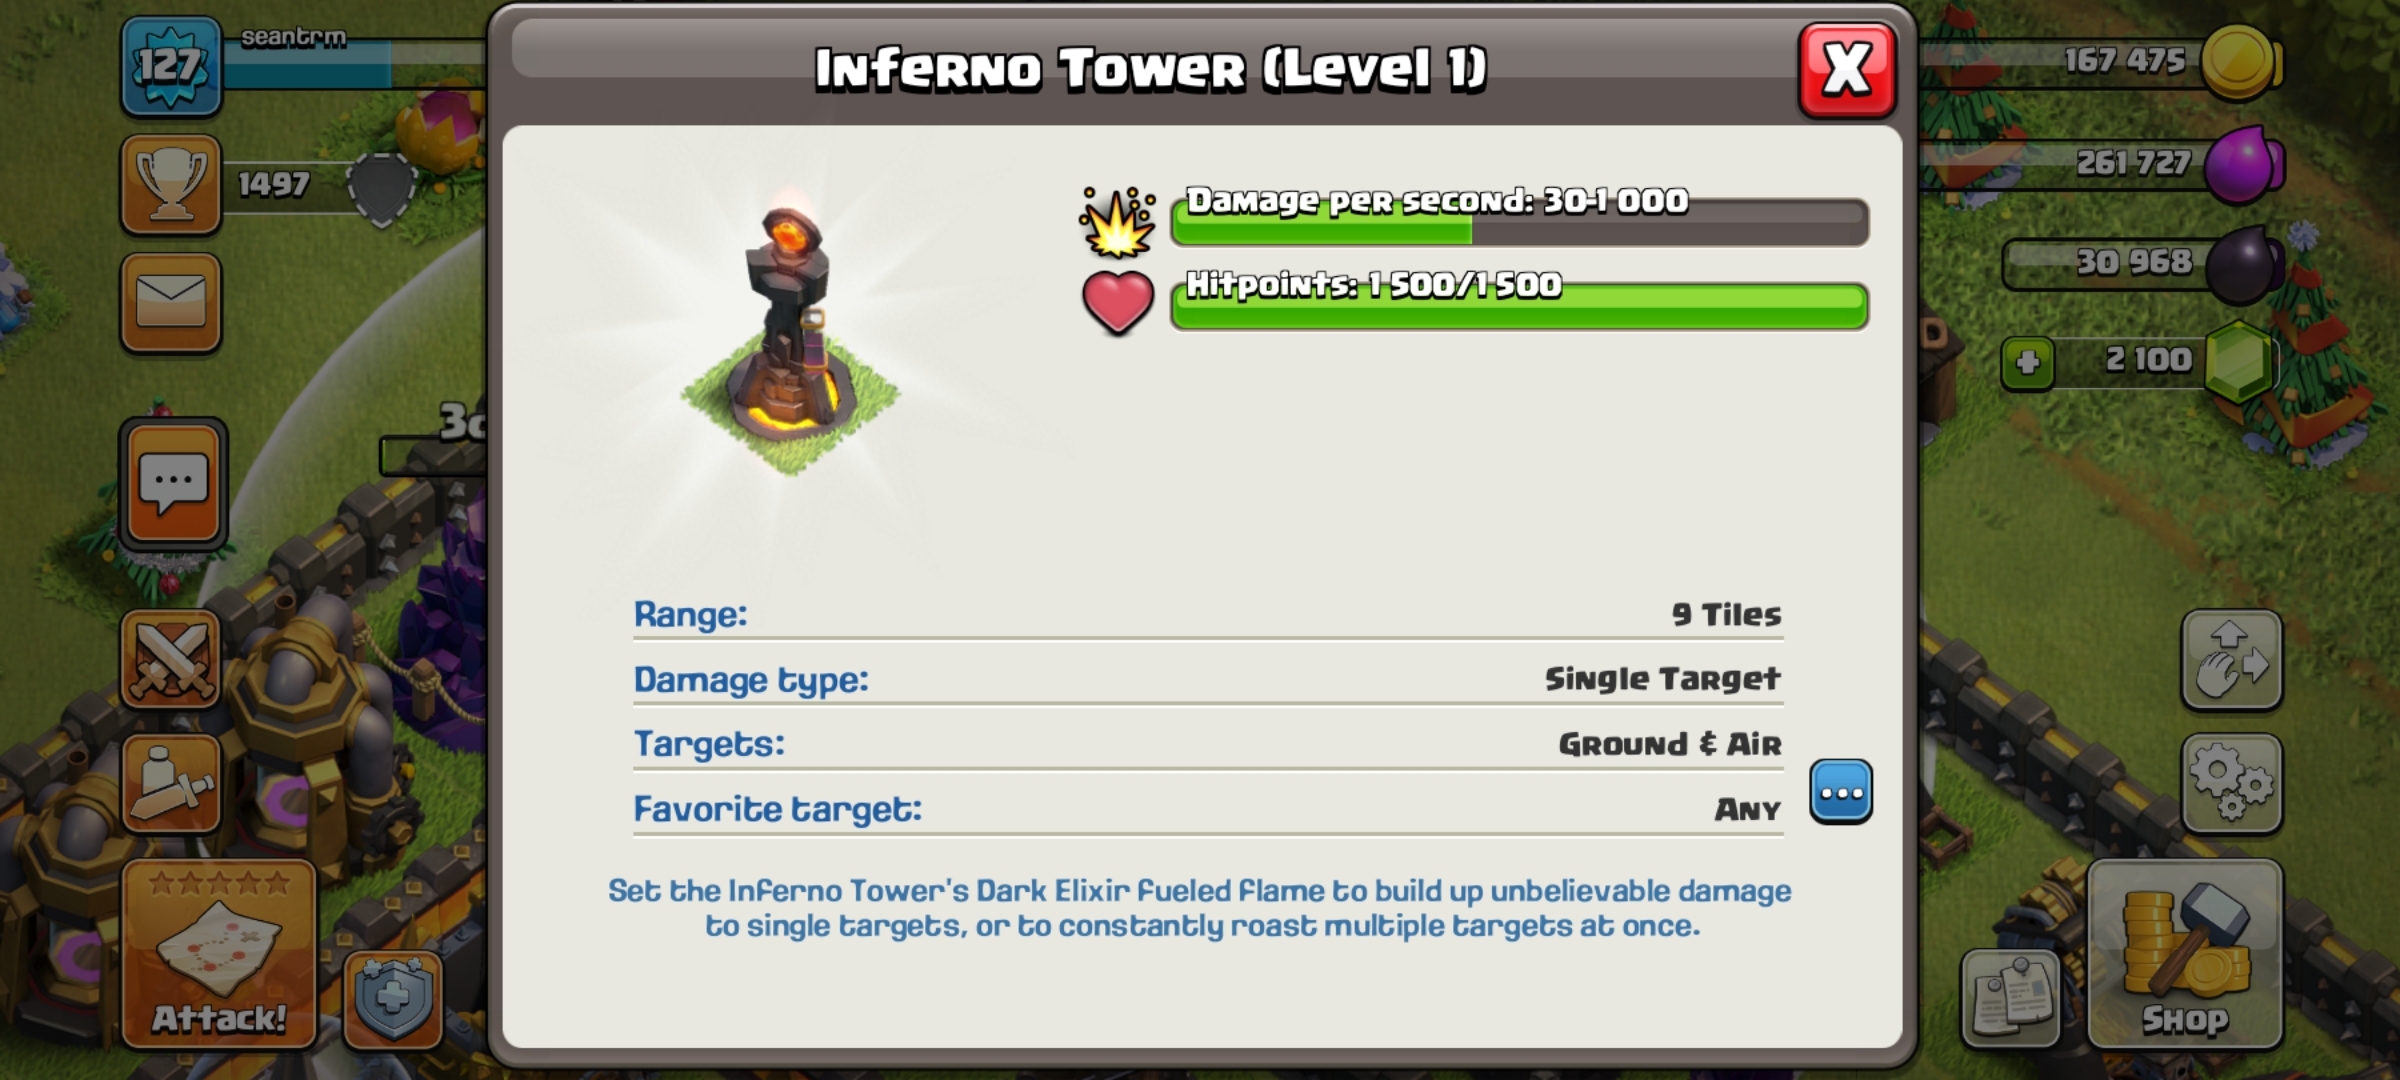 127
seantrm
1497
Inferno Tower (Level 1)
X
167 475
261 727
30 968
2 100
Damage per second: 30-1 000
Hitpoints: 1 500/1 500
Range: 9 Tiles
Damage type: Single Target
Targets: Ground & Air
Favorite target: Any
Set the Inferno Tower's Dark Elixir fueled flame to build up unbelievable damage
to single targets, or to constantly roast multiple targets at once.
Attack!
Shop